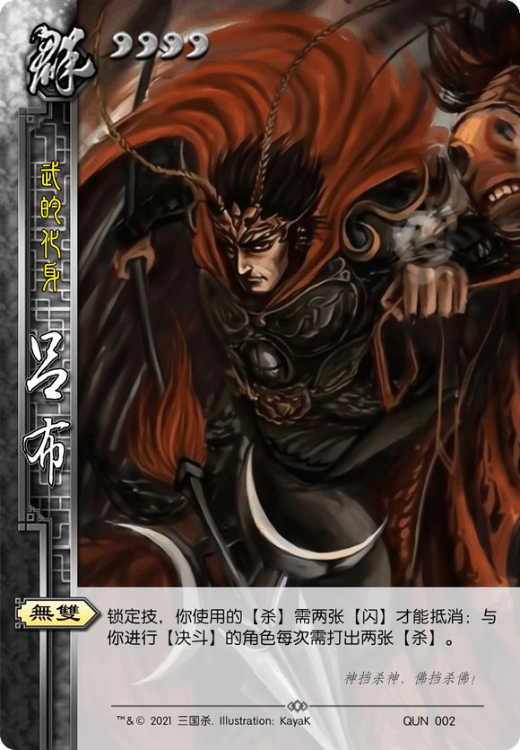 群
武的化身
呂布
無雙
锁定技，你使用的【杀】需两张【闪】才能抵消；与
你进行【决斗】的角色每次需打出两张【杀】。
神挡杀神，佛挡杀佛！
™&© 2021 三国杀. Illustration: KayaK
QUN 002